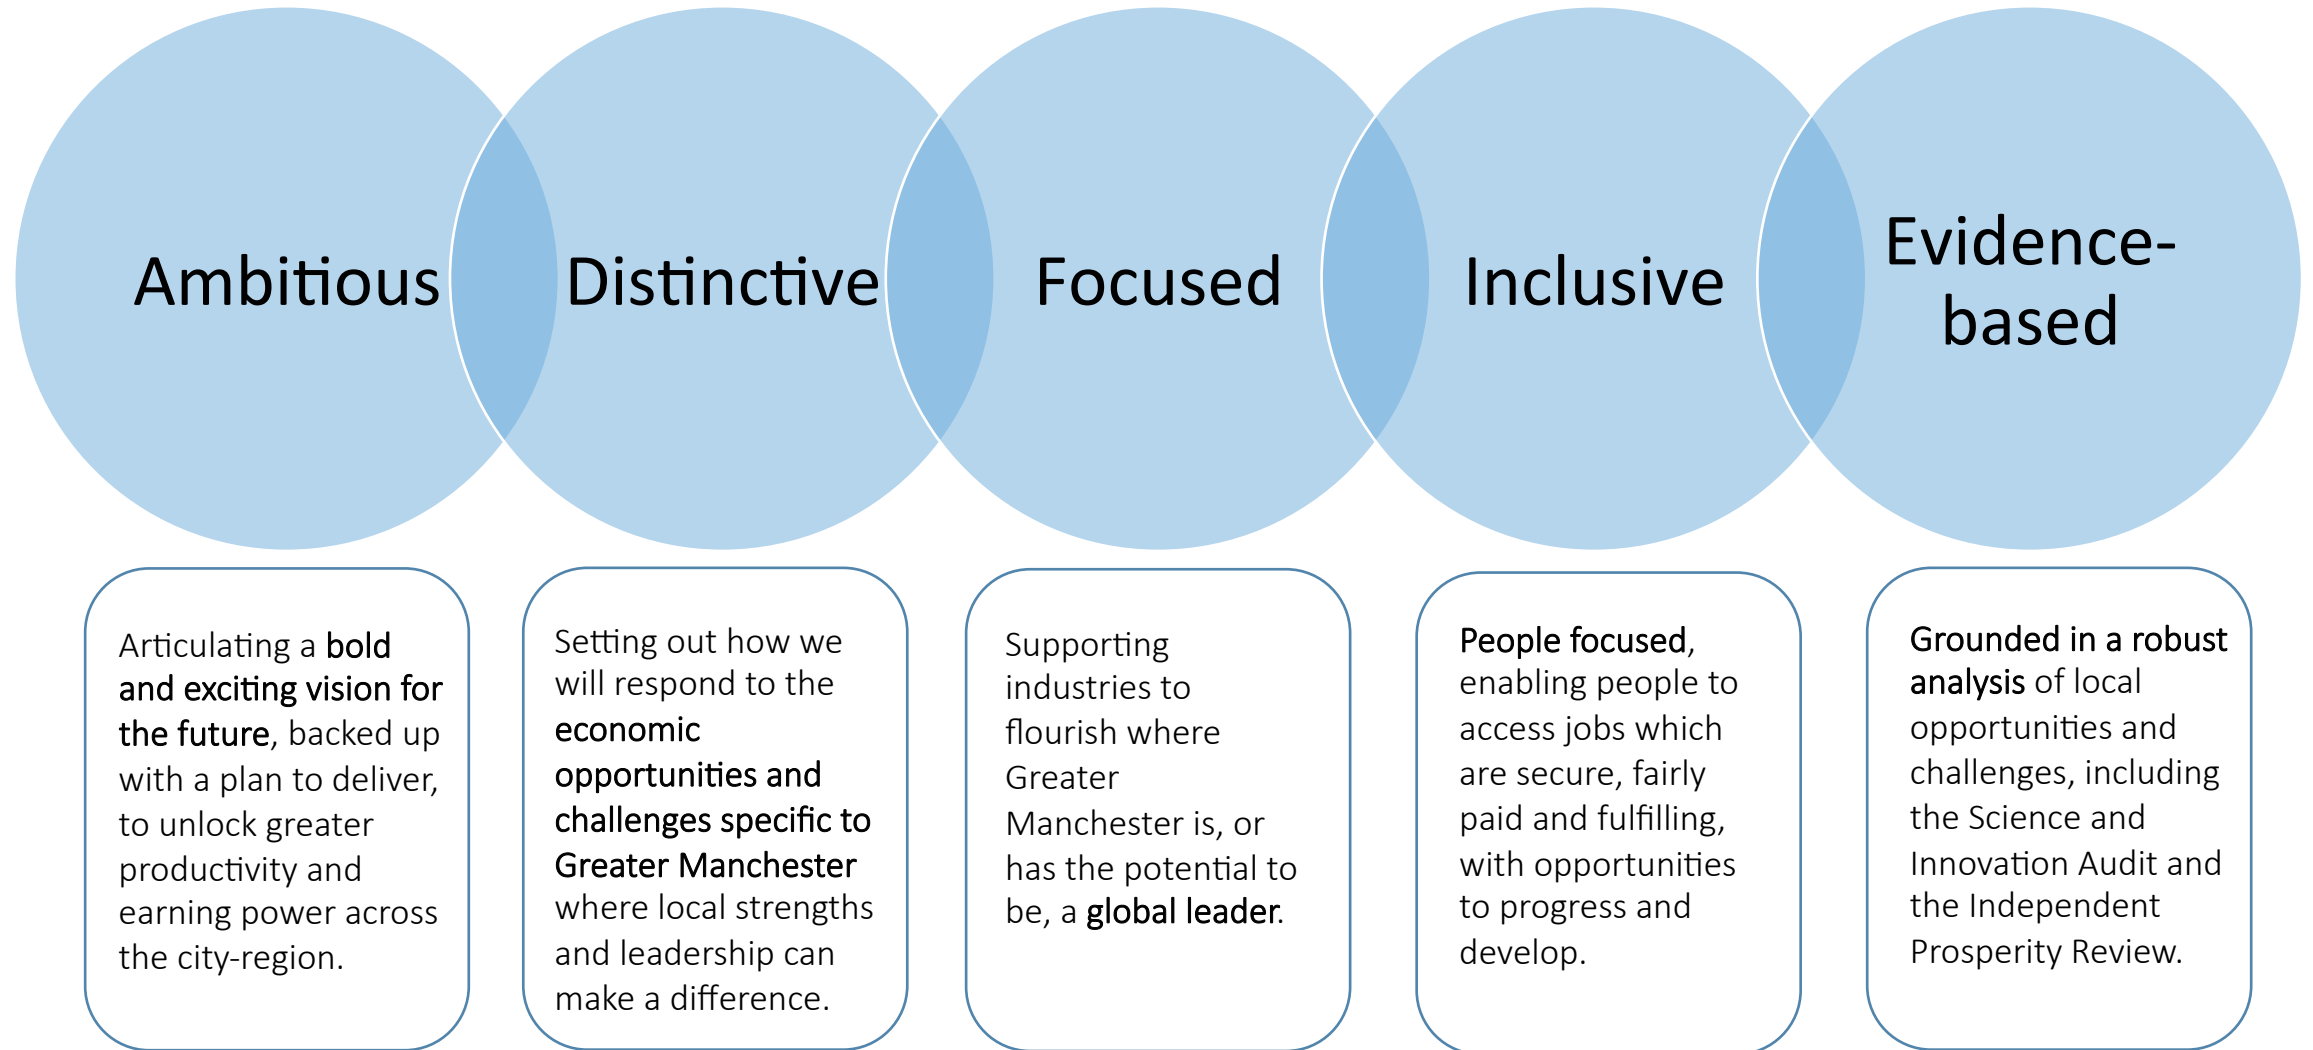 Ambitious
Distinctive
Focused
Inclusive
Evidence-
based
Articulating a bold
and exciting vision for
the future, backed up
with a plan to deliver,
to unlock greater
productivity and
earning power across
the city-region.
Setting out how we
will respond to the
economic
opportunities and
challenges specific to
Greater Manchester
where local strengths
and leadership can
make a difference.
Supporting
industries to
flourish where
Greater
Manchester is, or
has the potential to
be, a global leader.
People focused,
enabling people to
access jobs which
are secure, fairly
paid and fulfilling,
with opportunities
to progress and
develop.
Grounded in a robust
analysis of local
opportunities and
challenges, including
the Science and
Innovation Audit and
the Independent
Prosperity Review.